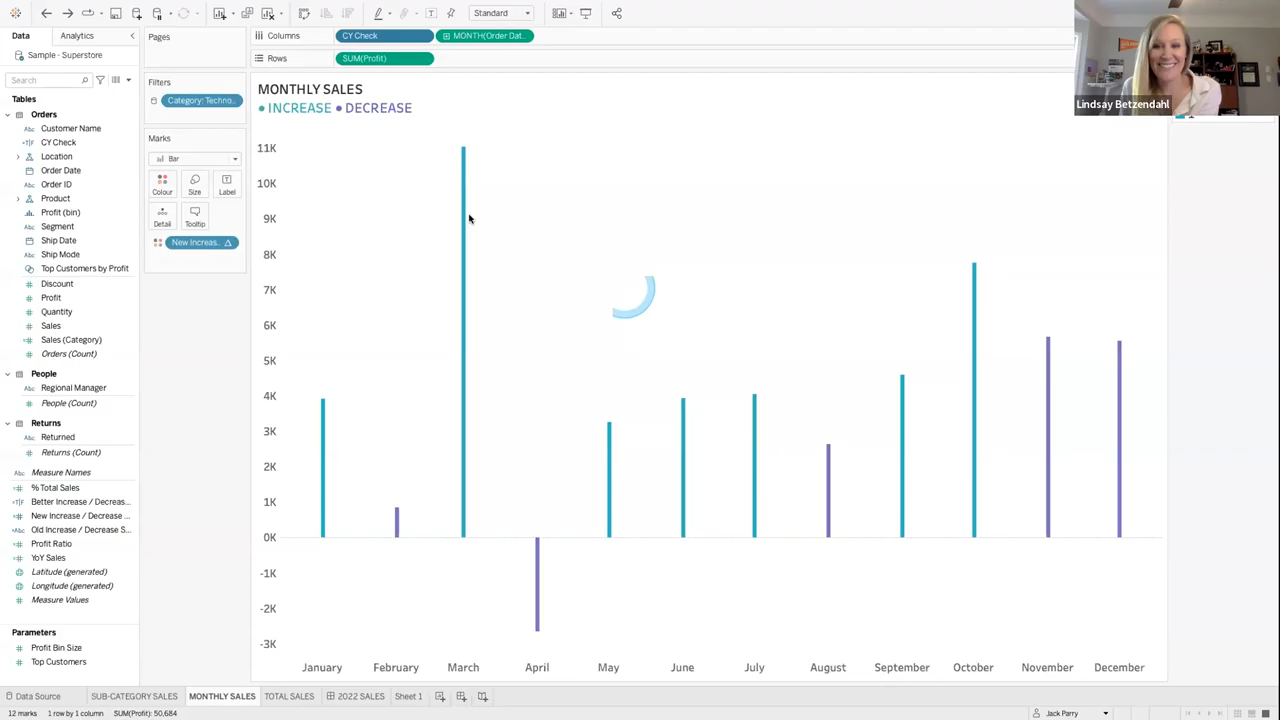 Standard
Data
Analytics
Sample - Superstore
Search
Tables
Orders
Customer Name
CY Check
Location
Order Date
Order ID
Product
Profit (bin)
Segment
Ship Date
Ship Mode
Top Customers by Profit
Discount
Profit
Quantity
Sales
Sales (Category)
Orders (Count)
People
Regional Manager
People (Count)
Returns
Returned
Returns (Count)
Measure Names
% Total Sales
Better Increase / Decreas...
New Increase / Decrease ...
Old Increase / Decrease S...
Profit Ratio
YoY Sales
Latitude (generated)
Longitude (generated)
Measure Values
Parameters
Profit Bin Size
Top Customers
Pages
Filters
Category: Techno..
Marks
Bar
Colour
Size
Label
Detail
Tooltip
New Increas..
Columns
CY Check
MONTH(Order Dat..
Rows
SUM(Profit)
MONTHLY SALES
INCREASE DECREASE
11K
10K
9K
8K
7K
6K
5K
4K
3K
2K
1K
0K
-1K
-2K
-3K
January February March April May June July August September October November December
Lindsay Betzendahl
Data Source
SUB-CATEGORY SALES
MONTHLY SALES
TOTAL SALES
2022 SALES
Sheet 1
12 marks
1 row by 1 column
SUM(Profit): 50,684
Jack Parry